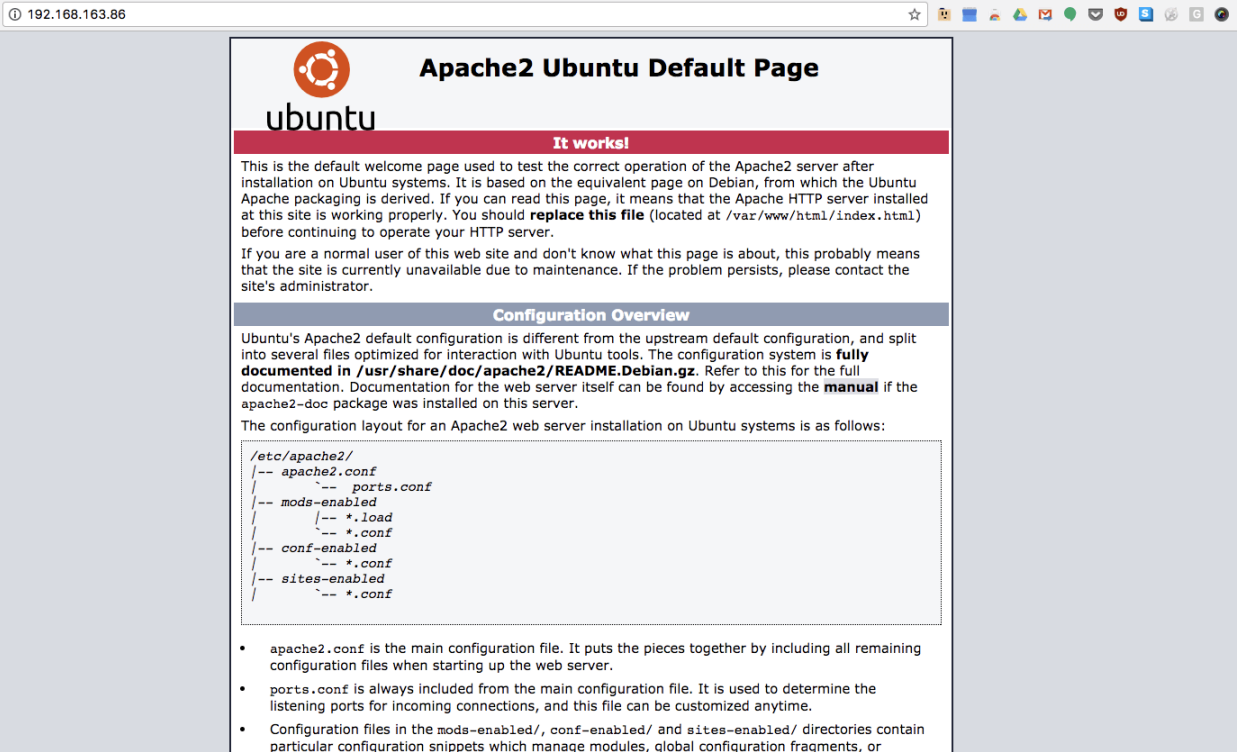 192.168.163.86
Apache2 Ubuntu Default Page
ubuntu
It works!
This is the default welcome page used to test the correct operation of the Apache2 server after
installation on Ubuntu systems. It is based on the equivalent page on Debian, from which the Ubuntu
Apache packaging is derived. If you can read this page, it means that the Apache HTTP server installed
at this site is working properly. You should replace this file (located at /var/www/html/index.html)
before continuing to operate your HTTP server.
If you are a normal user of this web site and don't know what this page is about, this probably means
that the site is currently unavailable due to maintenance. If the problem persists, please contact the
site's administrator.
Configuration Overview
Ubuntu's Apache2 default configuration is different from the upstream default configuration, and split
into several files optimized for interaction with Ubuntu tools. The configuration system is fully
documented in /usr/share/doc/apache2/README.Debian.gz. Refer to this for the full
documentation. Documentation for the web server itself can be found by accessing the manual if the
apache2-doc package was installed on this server.
The configuration layout for an Apache2 web server installation on Ubuntu systems is as follows:
/etc/apache2/
|-- apache2.conf
|       `--  ports.conf
|-- mods-enabled
|       |-- *.load
|       `-- *.conf
|-- conf-enabled
|       `-- *.conf
|-- sites-enabled
|       `-- *.conf
• apache2.conf is the main configuration file. It puts the pieces together by including all remaining
configuration files when starting up the web server.
• ports.conf is always included from the main configuration file. It is used to determine the
listening ports for incoming connections, and this file can be customized anytime.
• Configuration files in the mods-enabled/, conf-enabled/ and sites-enabled/ directories contain
particular configuration snippets which manage modules, global configuration fragments, or